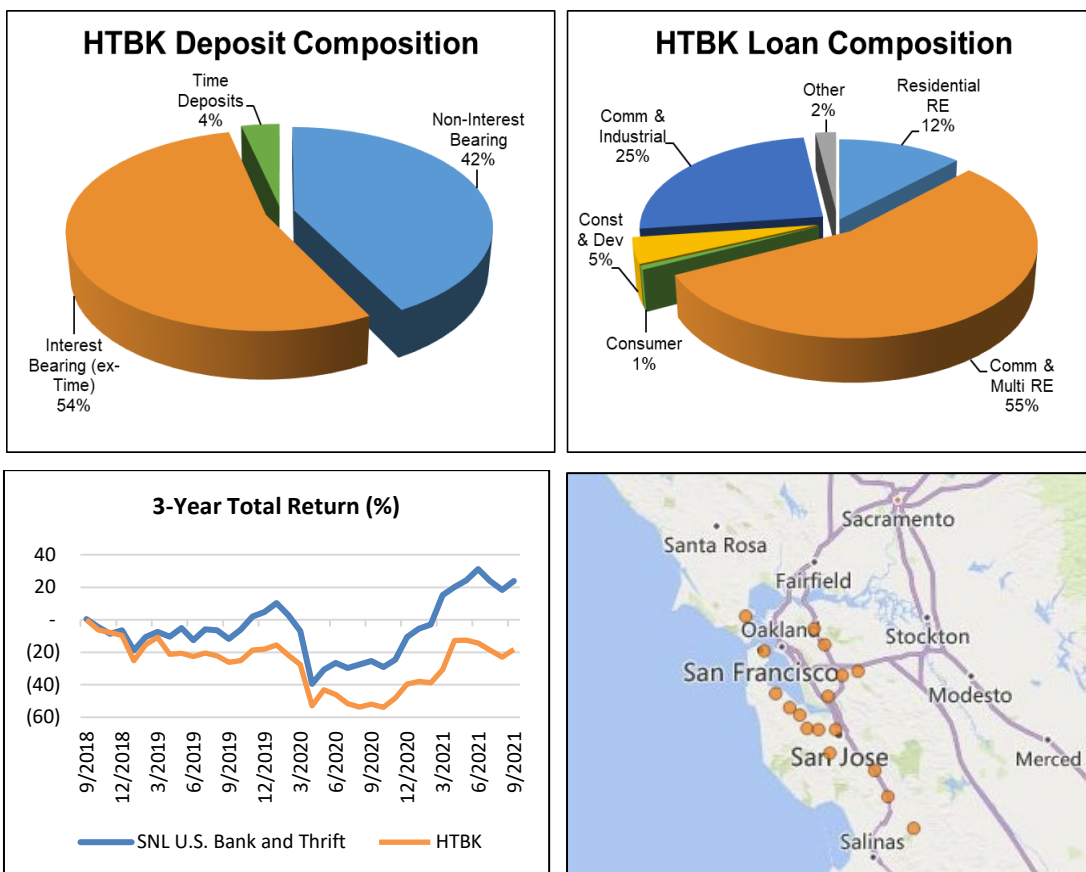 HTBK Deposit Composition
Time
Deposits
4%
Non-Interest
Bearing
42%
Interest
Bearing (ex-
Time)
54%
HTBK Loan Composition
Other
2%
Residential
RE
12%
Comm &
Industrial
25%
Const
& Dev
5%
Consumer
1%
Comm &
Multi RE
55%
3-Year Total Return (%)
40
20
-
(20)
(40)
(60)
9/2018
12/2018
3/2019
6/2019
9/2019
12/2019
3/2020
6/2020
9/2020
12/2020
3/2021
6/2021
9/2021
SNL U.S. Bank and Thrift
HTBK
Sacramento
Santa Rosa
Fairfield
Oakland
Stockton
San Francisco
Modesto
San Jose
Merced
Salinas